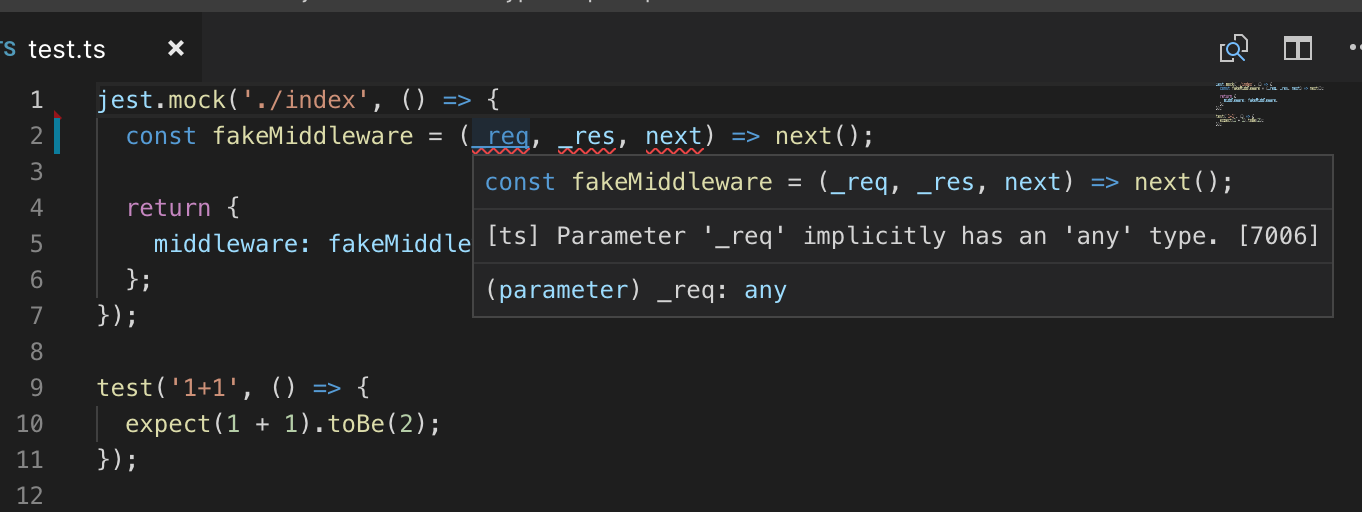 TS test.ts ×
1 jest.mock('./index', () => {
2 const fakeMiddleware = (_req, _res, next) => next();
const fakeMiddleware = (_req, _res, next) => next();
3
[ts] Parameter '_req' implicitly has an 'any' type. [7006]
4 return {
5 middleware: fakeMiddle
6 };
(parameter) _req: any
7 });
8
9 test('1+1', () => {
10 expect(1 + 1).toBe(2);
11 });
12